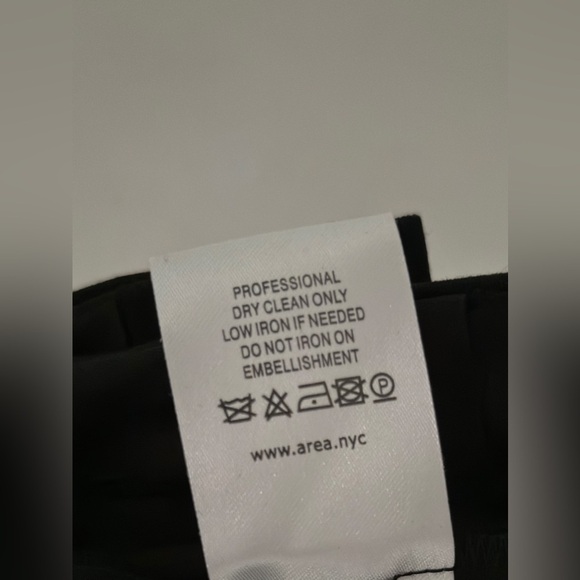 PROFESSIONAL
DRY CLEAN ONLY
LOW IRON IF NEEDED
DO NOT IRON ON
EMBELLISHMENT
P
www.area.nyc